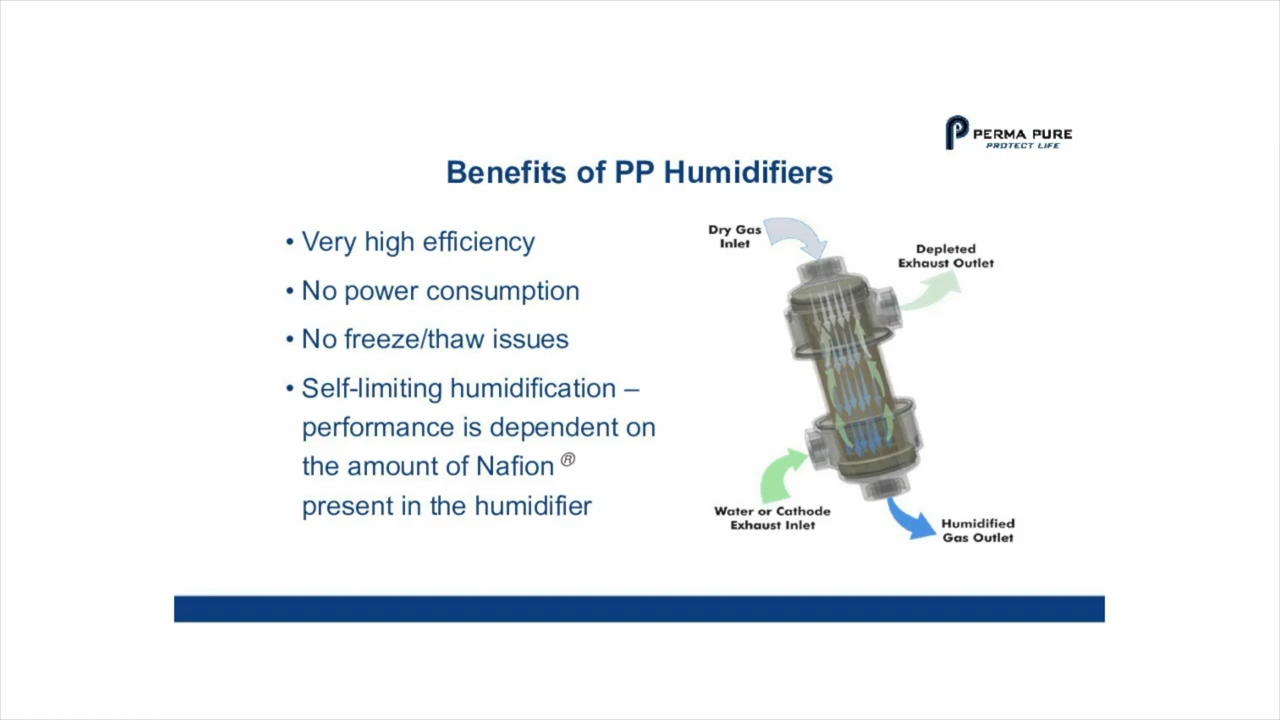 PERMA PURE
PROTECT LIFE
Benefits of PP Humidifiers
• Very high efficiency
• No power consumption
• No freeze/thaw issues
• Self-limiting humidification –
performance is dependent on
the amount of Nafion ®
present in the humidifier
Dry Gas
Inlet
Depleted
Exhaust Outlet
Water or Cathode
Exhaust Inlet
Humidified
Gas Outlet